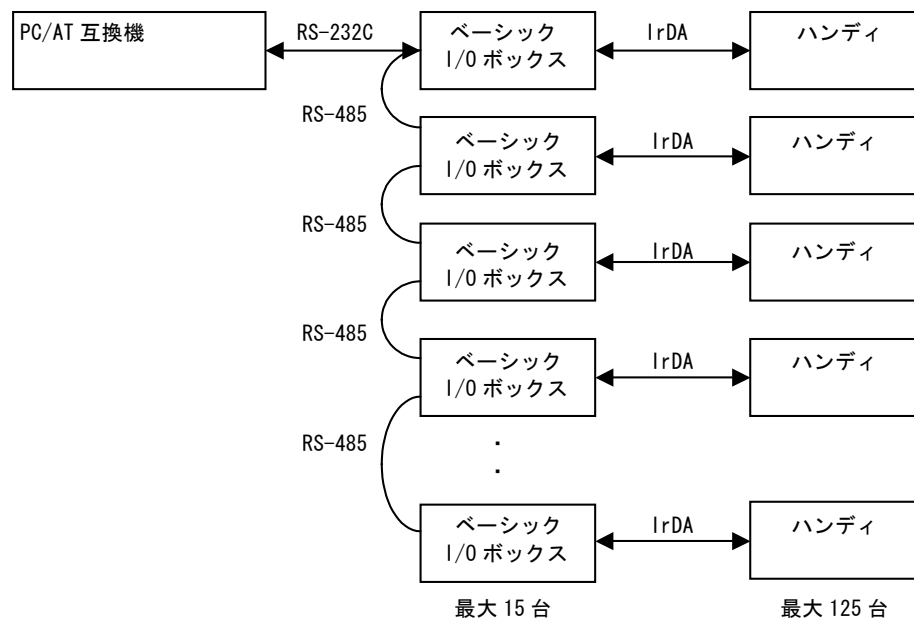 PC/AT 互換機
RS-232C
ベーシック
I/O ボックス
IrDA
ハンディ
RS-485
ベーシック
I/O ボックス
IrDA
ハンディ
RS-485
ベーシック
I/O ボックス
IrDA
ハンディ
RS-485
ベーシック
I/O ボックス
IrDA
ハンディ
RS-485
・
・
ベーシック
I/O ボックス
IrDA
ハンディ
最大 15 台
最大 125 台